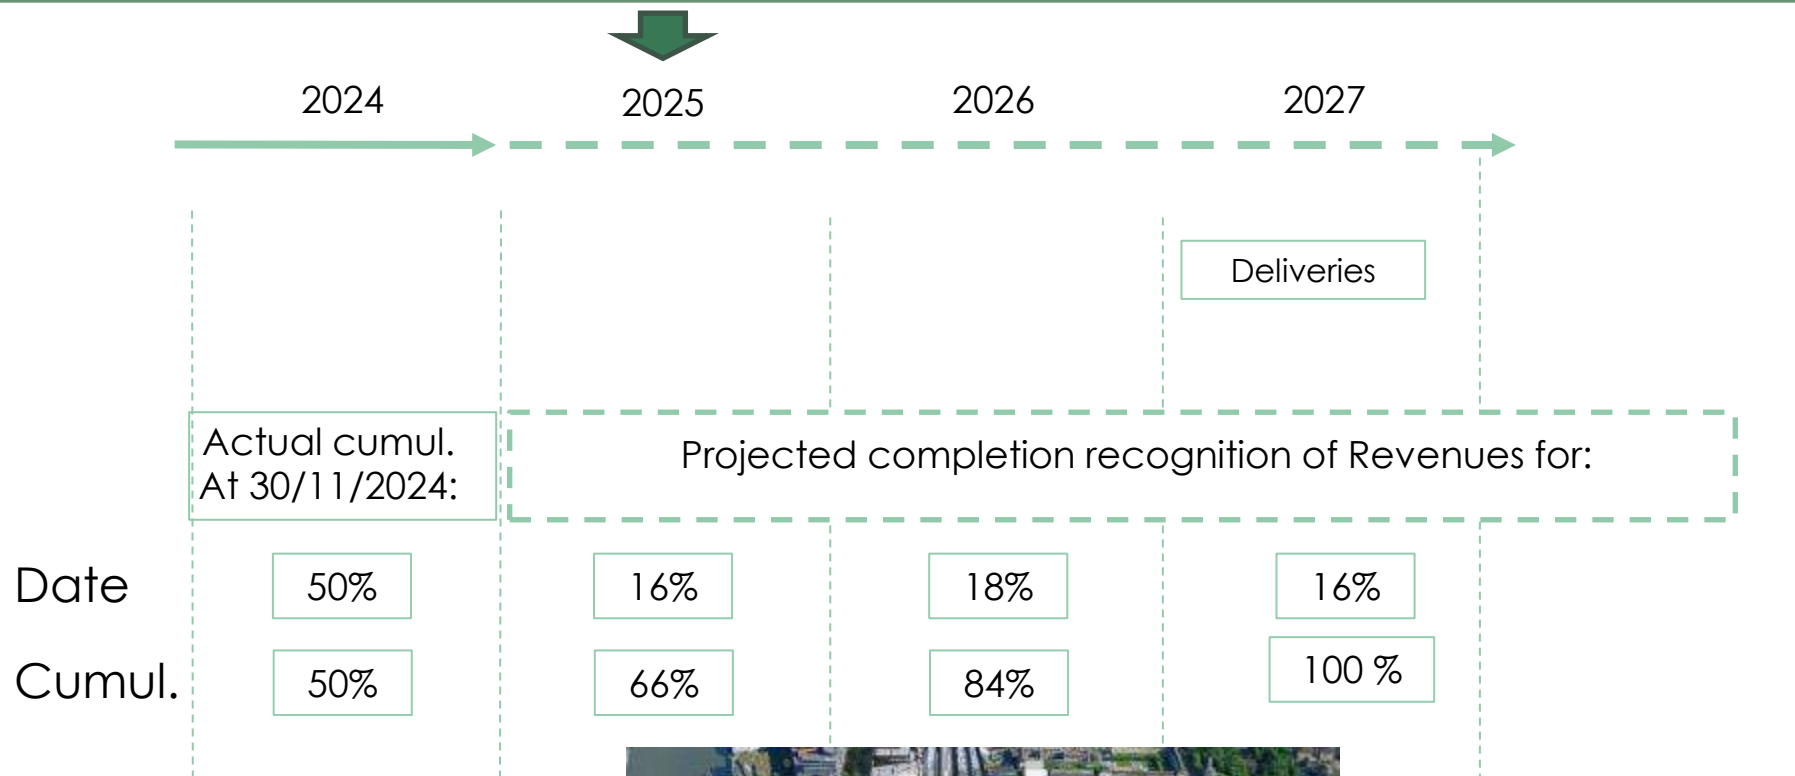 2024 2025 2026 2027
Deliveries
Actual cumul.
At 30/11/2024:
Projected completion recognition of Revenues for:
Date 50% 16% 18% 16%
Cumul. 50% 66% 84% 100 %